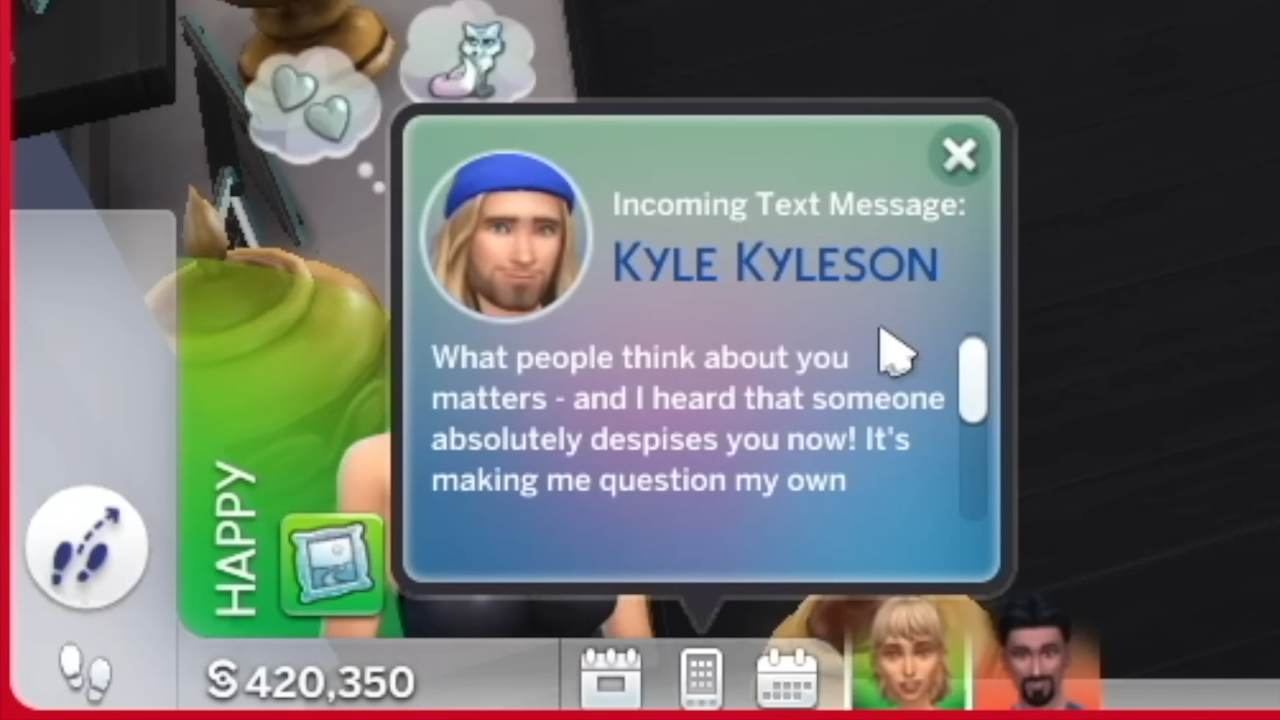 Incoming Text Message:
KYLE KYLESON
What people think about you
matters - and I heard that someone
absolutely despises you now! It's
making me question my own
HAPPY
§420,350